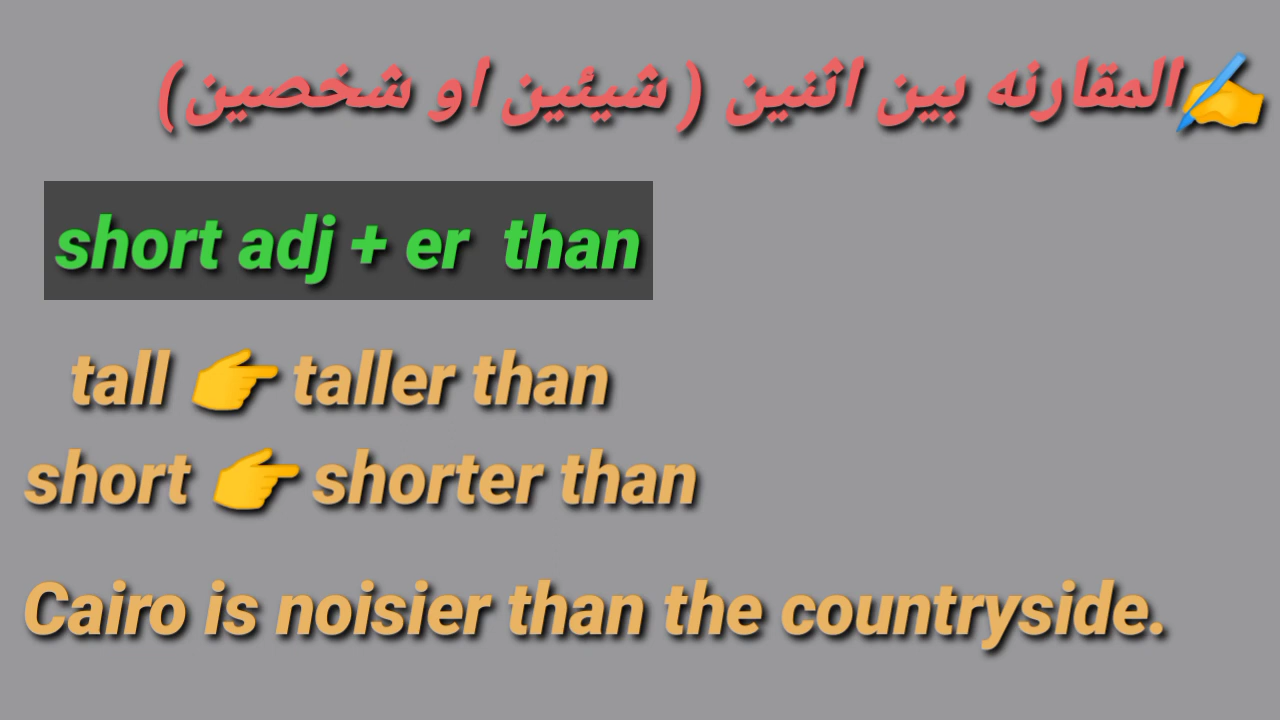 ✍️المقارنه بين اثنين ( شيئين او شخصين)
short adj + er than
tall 👉 taller than
short 👉 shorter than
Cairo is noisier than the countryside.